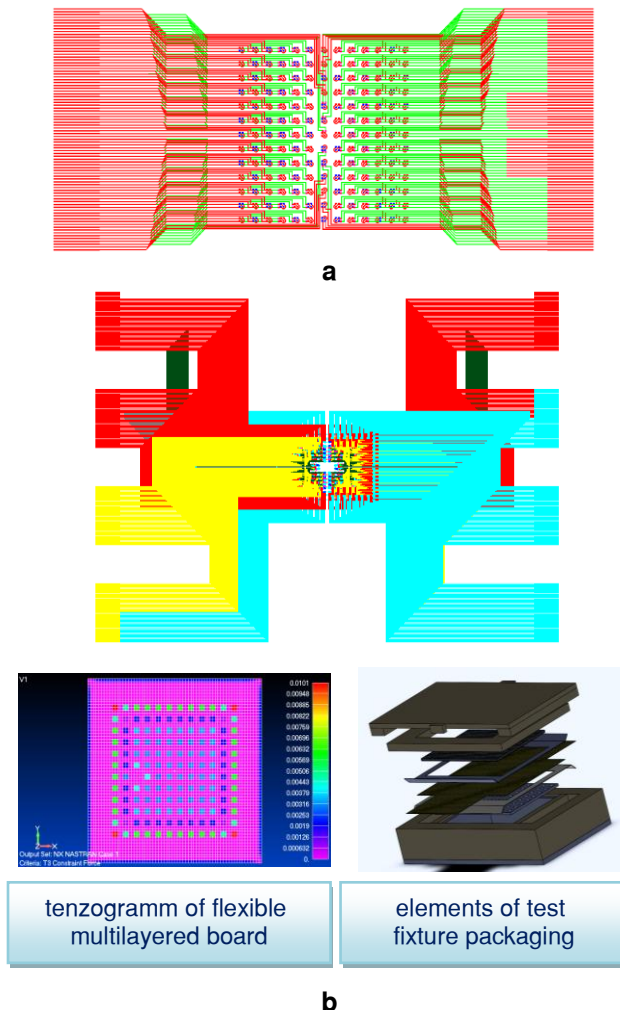 a
V1
0.0101
0.00948
0.00885
0.00822
0.00759
0.00696
0.00632
0.00569
0.00506
0.00443
0.00379
0.00316
0.00253
0.0019
0.00126
0.000632
0.
Y
Z X
Output Set: NX NASTRAN Case 1
Criteria: T3 Constraint Force
tenzogramm of flexible
multilayered board
elements of test
fixture packaging
b